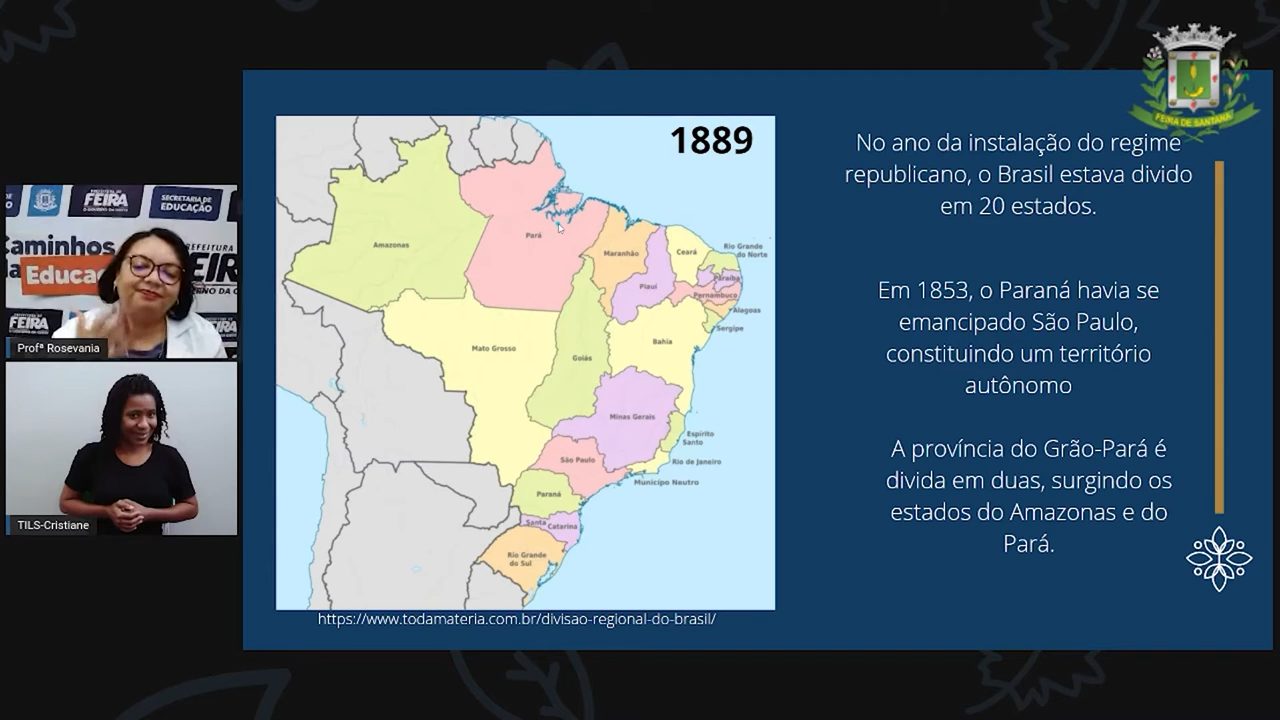 FEIRA DE SANTANA
1889
No ano da instalação do regime
republicano, o Brasil estava divido
em 20 estados.
Em 1853, o Paraná havia se
emancipado São Paulo,
constituindo um território
autônomo
A província do Grão-Pará é
divida em duas, surgindo os
estados do Amazonas e do
Pará.
Amazonas
Pará
Maranhão
Ceará
Rio Grande
do Norte
Piauí
Paraíba
Pernambuco
Alagoas
Sergipe
Bahia
Mato Grosso
Goiás
Minas Gerais
Espírito
Santo
São Paulo
Rio de Janeiro
Município Neutro
Paraná
Santa Catarina
Rio Grande
do Sul
https://www.todamateria.com.br/divisao-regional-do-brasil/
FEIRA
SECRETARIA DE
EDUCAÇÃO
Caminhos
da
Educa
FEIRA
Profª Rosevania
TILS-Cristiane